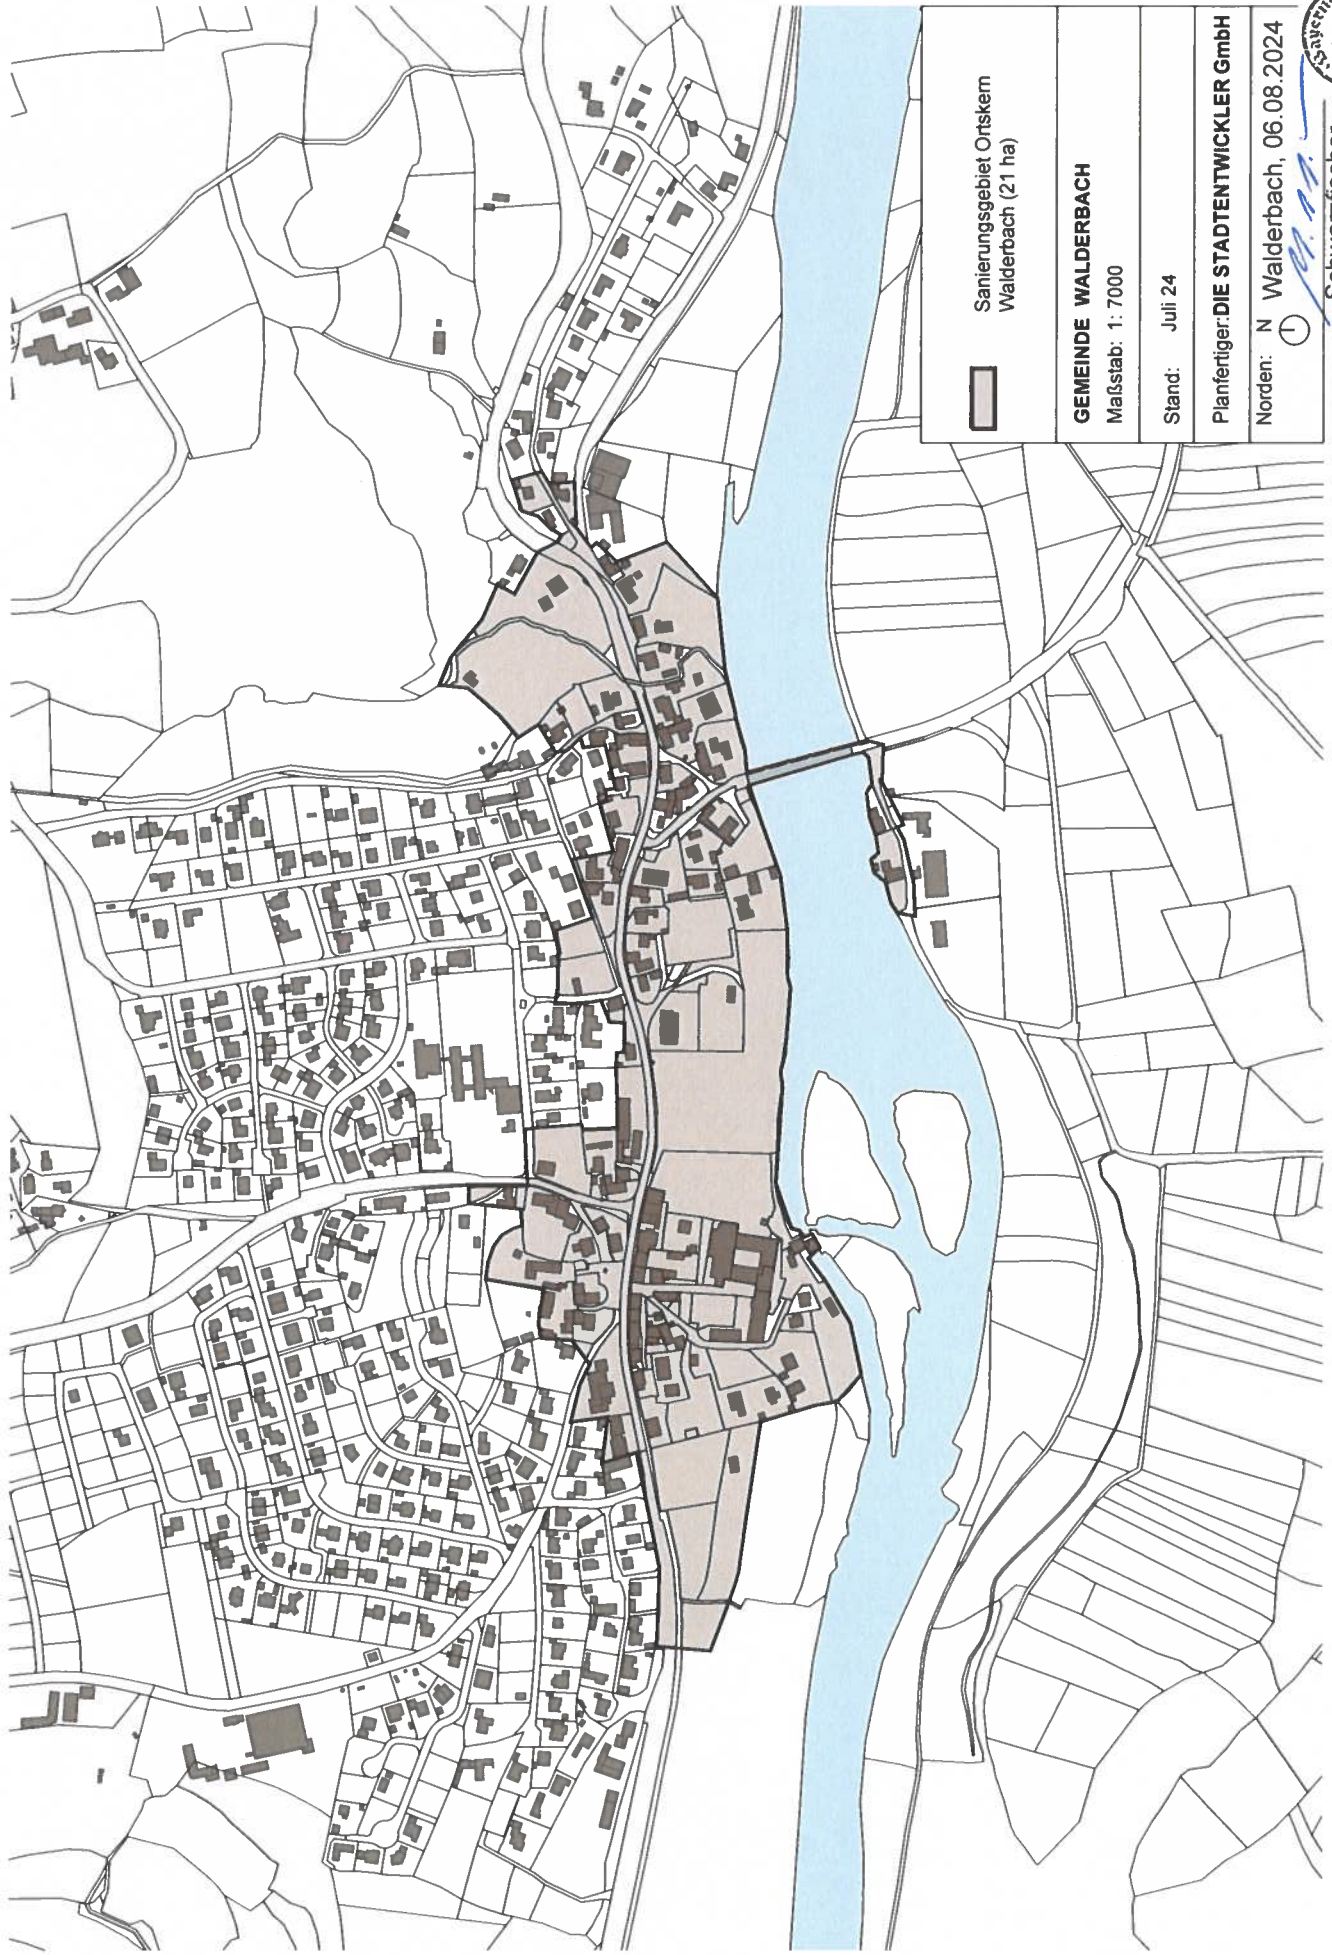 Sanierungsgebiet Ortskern
Walderbach (21 ha)
GEMEINDE WALDERBACH
Maßstab: 1: 7000
Stand: Juli 24
Planfertiger:DIE STADTENTWICKLER GmbH
Norden: N Walderbach, 06.08.2024
Bayern